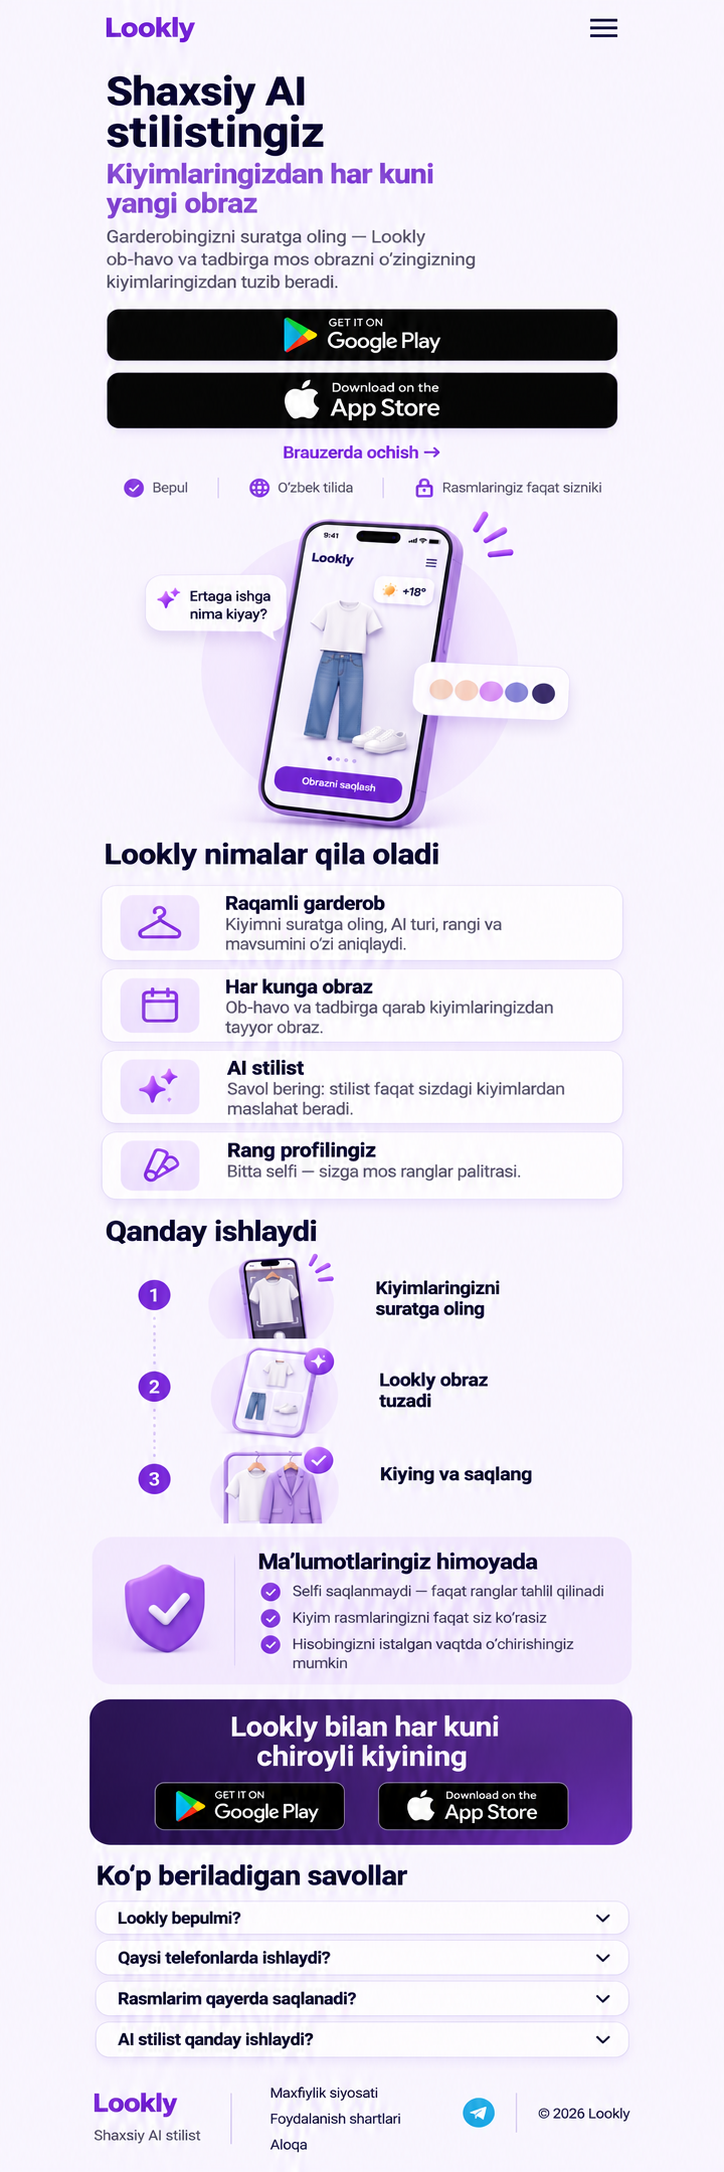 Lookly
Shaxsiy AI
stilistingiz
Kiyimlaringizdan har kuni
yangi obraz
Garderobingizni suratga oling — Lookly
ob-havo va tadbirga mos obrazni o‘zingizning
kiyimlaringizdan tuzib beradi.
GET IT ON
Google Play
Download on the
App Store
Brauzerda ochish →
Bepul
O‘zbek tilida
Rasmlaringiz faqat sizniki
9:41
Lookly
+18°
Ertaga ishga
nima kiyay?
Obrazni saqlash
Lookly nimalar qila oladi
Raqamli garderob
Kiyimni suratga oling, AI turi, rangi va
mavsumini o‘zi aniqlaydi.
Har kunga obraz
Ob-havo va tadbirga qarab kiyimlaringizdan
tayyor obraz.
AI stilist
Savol bering: stilist faqat sizdagi kiyimlardan
maslahat beradi.
Rang profilingiz
Bitta selfi — sizga mos ranglar palitrasi.
Qanday ishlaydi
1
Kiyimlaringizni
suratga oling
2
Lookly obraz
tuzadi
3
Kiying va saqlang
Ma’lumotlaringiz himoyada
Selfi saqlanmaydi — faqat ranglar tahlil qilinadi
Kiyim rasmlaringizni faqat siz ko‘rasiz
Hisobingizni istalgan vaqtda o‘chirishingiz
mumkin
Lookly bilan har kuni
chiroyli kiyining
GET IT ON
Google Play
Download on the
App Store
Ko‘p beriladigan savollar
Lookly bepulmi?
Qaysi telefonlarda ishlaydi?
Rasmlarim qayerda saqlanadi?
AI stilist qanday ishlaydi?
Lookly
Shaxsiy AI stilist
Maxfiylik siyosati
Foydalanish shartlari
Aloqa
© 2026 Lookly